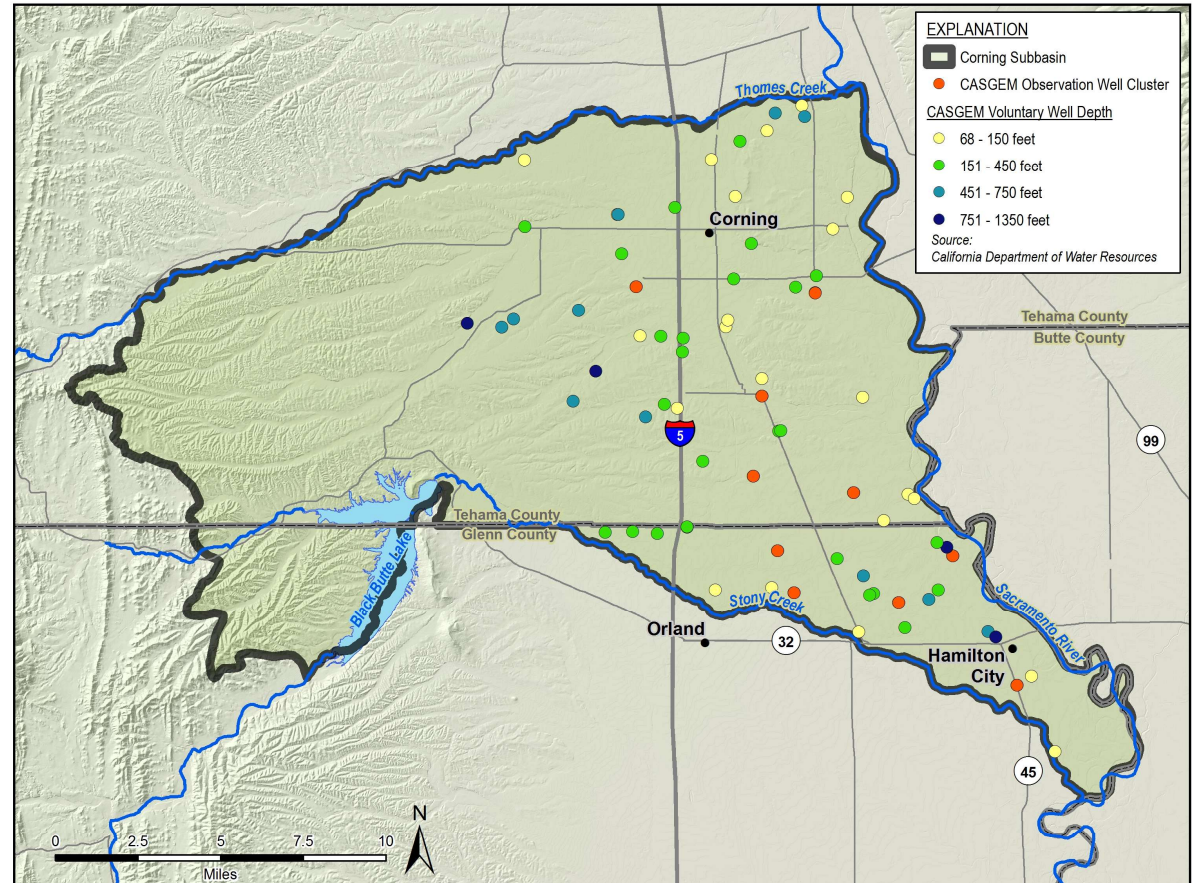 EXPLANATION
Corning Subbasin
CASGEM Observation Well Cluster
CASGEM Voluntary Well Depth
68 - 150 feet
151 - 450 feet
451 - 750 feet
751 - 1350 feet
Source:
California Department of Water Resources
Thomes Creek
Corning
Tehama County
Butte County
99
5
Tehama County
Glenn County
Black Butte Lake
Stony Creek
Sacramento River
Orland
32
Hamilton
City
45
N
0 2.5 5 7.5 10
Miles